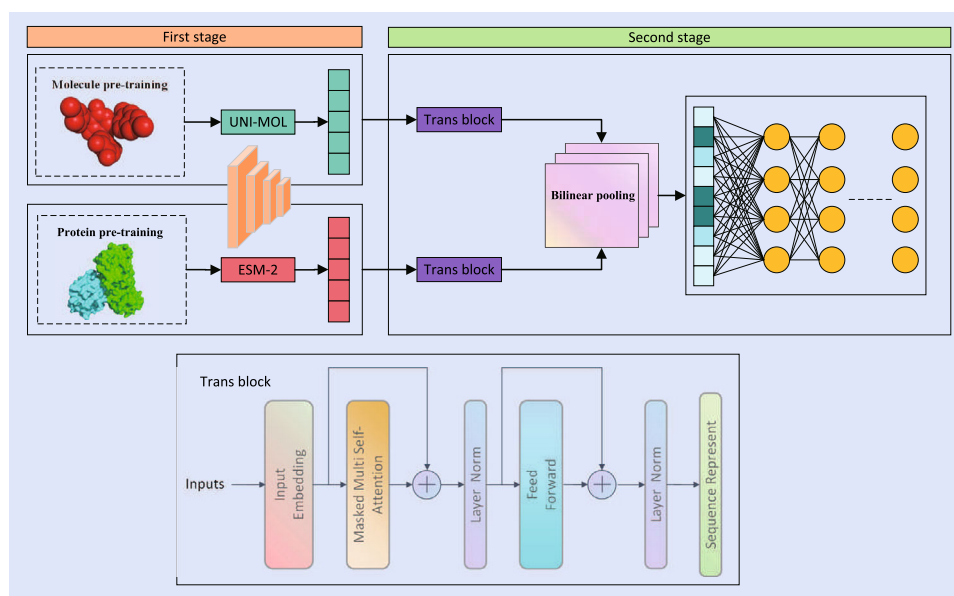 First stage
Second stage
Molecule pre-training
UNI-MOL
Trans block
Bilinear pooling
Protein pre-training
ESM-2
Trans block
Trans block
Inputs
Input
Embedding
Masked Multi Self-
Attention
Layer Norm
Feed
Forward
Layer Norm
Sequence Represent